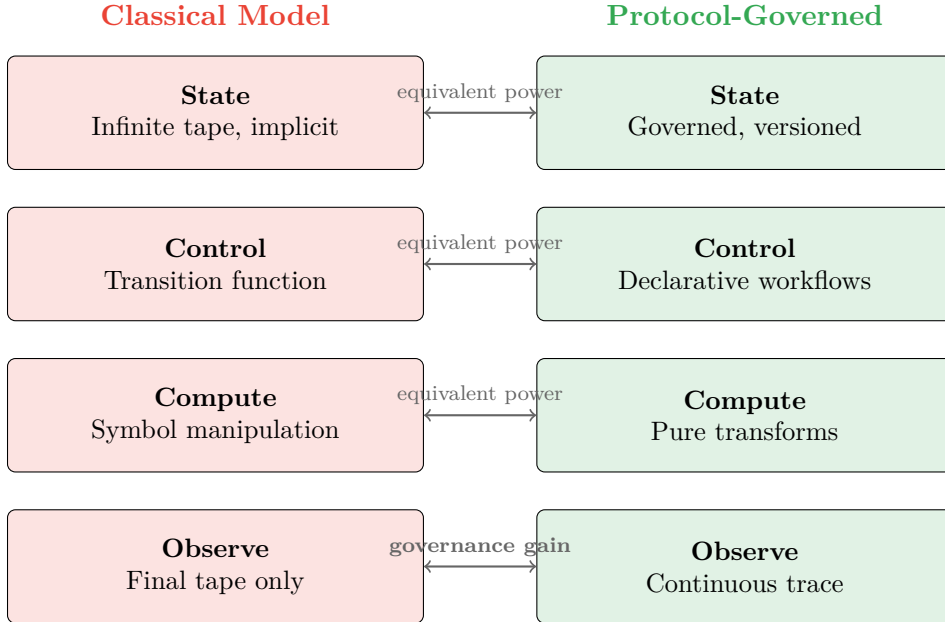 Classical Model
Protocol-Governed
State
Infinite tape, implicit
equivalent power
State
Governed, versioned
Control
Transition function
equivalent power
Control
Declarative workflows
Compute
Symbol manipulation
equivalent power
Compute
Pure transforms
Observe
Final tape only
governance gain
Observe
Continuous trace